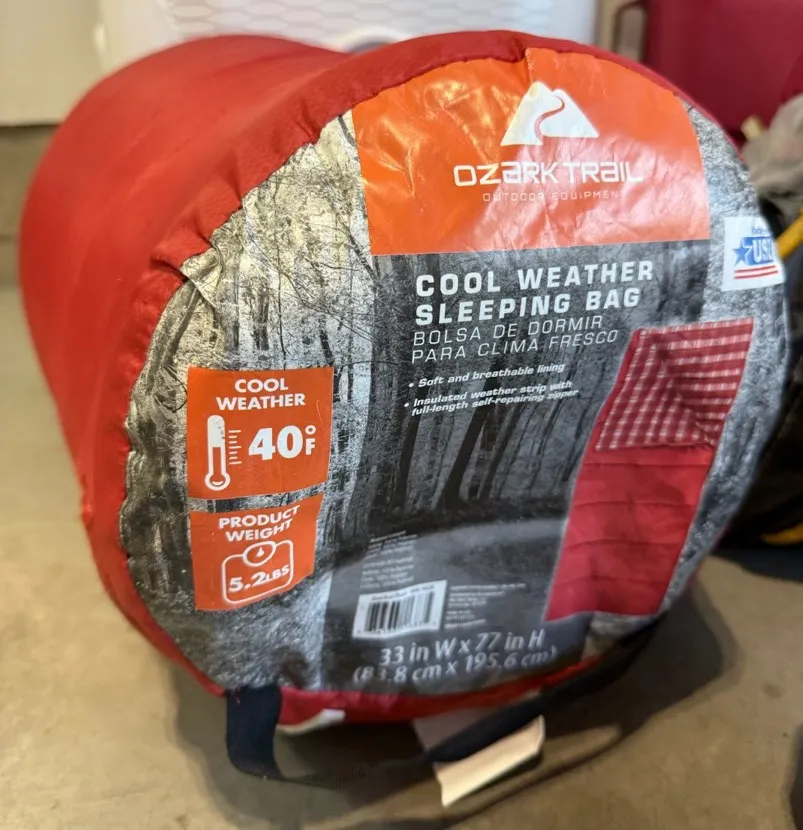 OZARK TRAIL
OUTDOOR EQUIPMENT
COOL WEATHER
SLEEPING BAG
BOLSA DE DORMIR
PARA CLIMA FRESCO
• Soft and breathable lining
• Insulated weather strip with
full-length self-repairing zipper
USA
COOL
WEATHER
40°F
PRODUCT
WEIGHT
5.2LBS
33 in W x 77 in H
(83.8 cm x 195.6 cm)